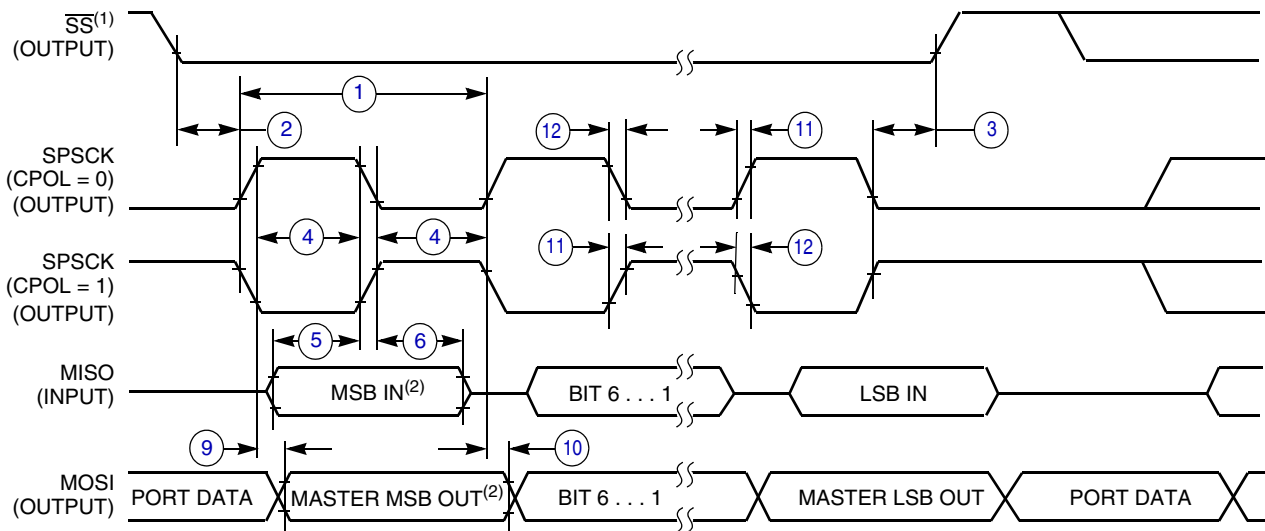 SS(1)
(OUTPUT)
1
2
12
11
3
SPSCK
(CPOL = 0)
(OUTPUT)
4
4
11
12
SPSCK
(CPOL = 1)
(OUTPUT)
5
6
MISO
(INPUT)
MSB IN(2)
BIT 6 . . . 1
LSB IN
9
10
MOSI
(OUTPUT)
PORT DATA
MASTER MSB OUT(2)
BIT 6 . . . 1
MASTER LSB OUT
PORT DATA